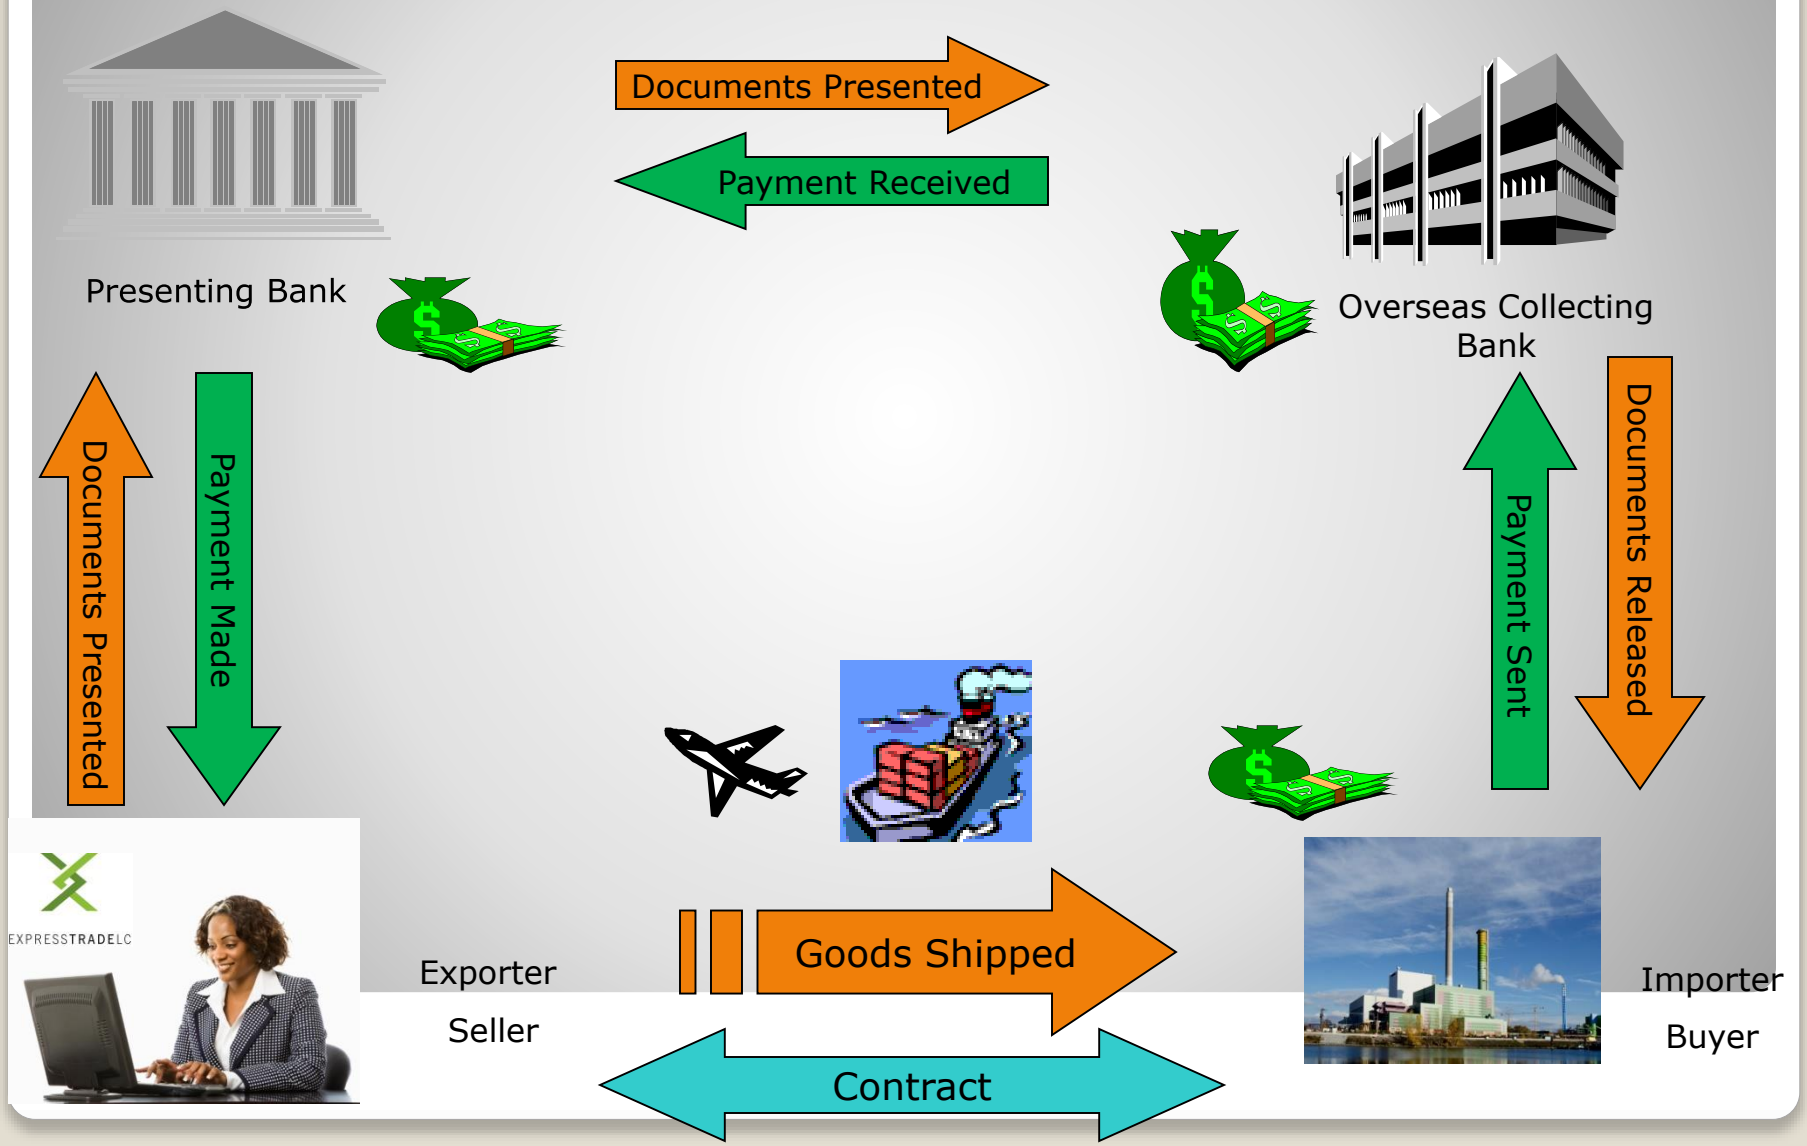 Documents Presented
Payment Received
Presenting Bank
Overseas Collecting
Bank
Documents Presented
Payment Made
Payment Sent
Documents Released
EXPRESSTRADELC
Exporter
Seller
Goods Shipped
Importer
Buyer
Contract